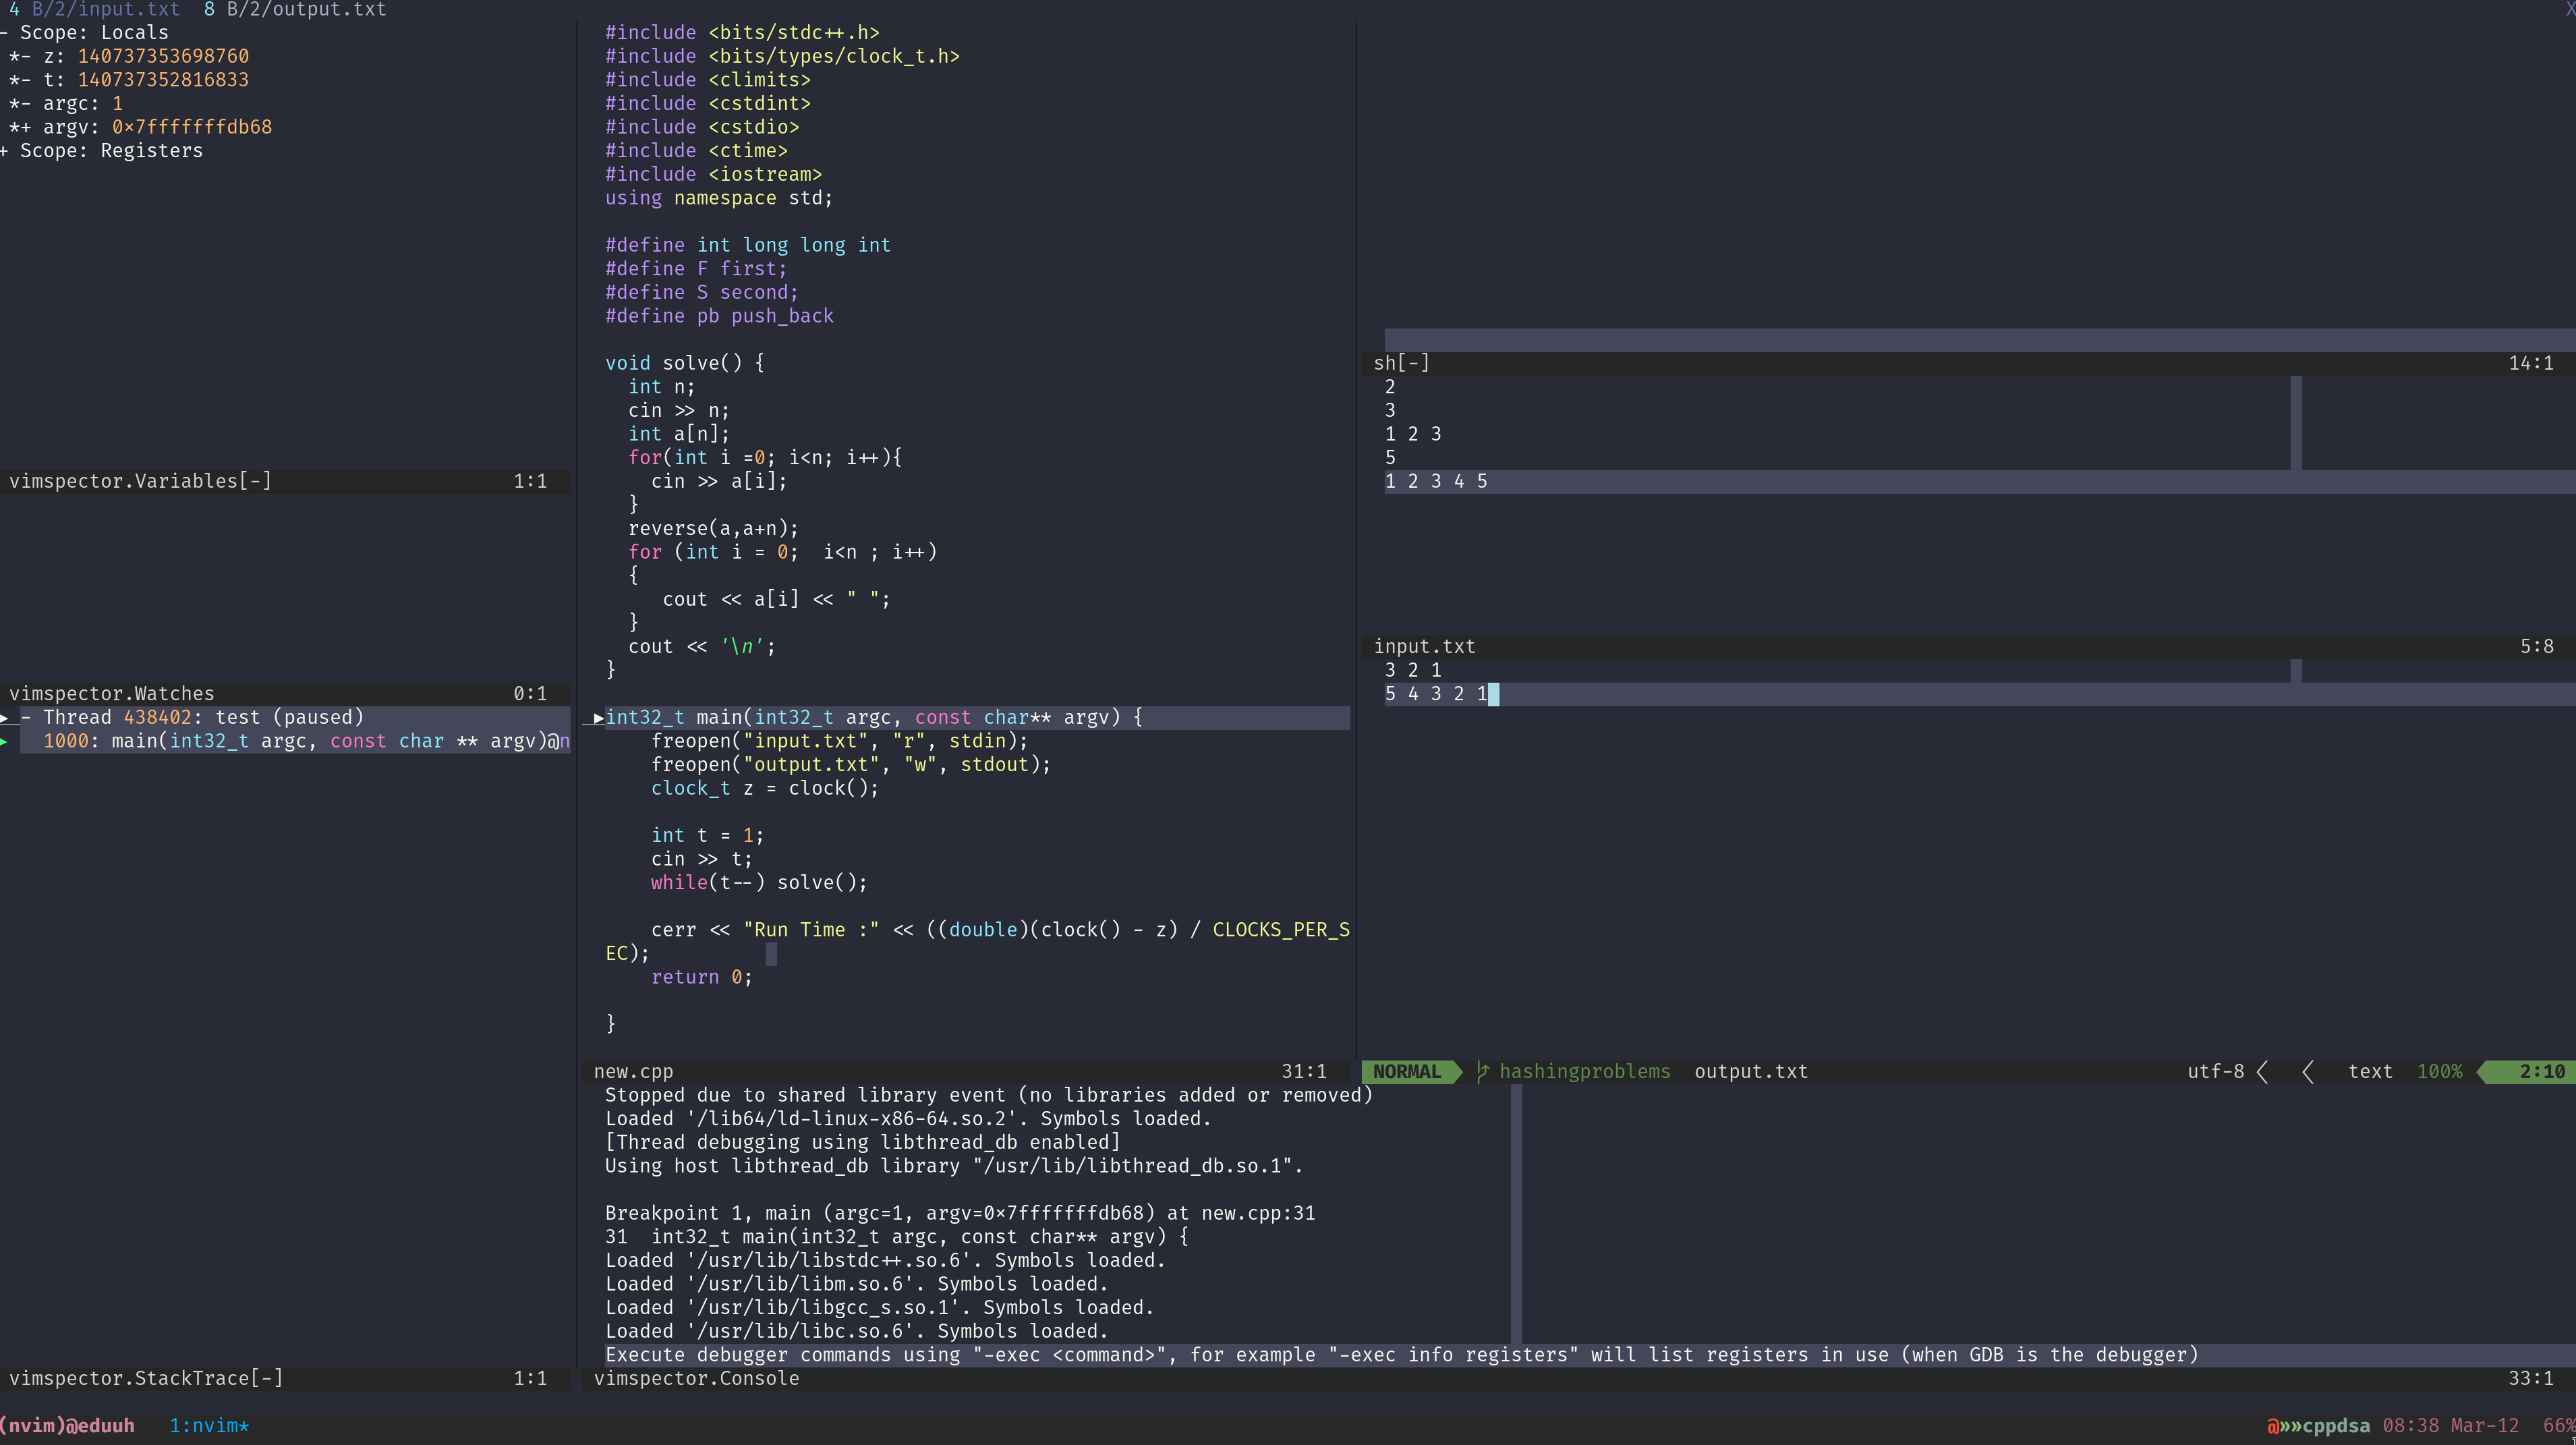 4 B/2/input.txt  8 B/2/output.txt X
- Scope: Locals
*- z: 140737353698760
*- t: 140737352816833
*- argc: 1
*+ argv: 0x7fffffffdb68
+ Scope: Registers
vimspector.Variables[-] 1:1
vimspector.Watches 0:1
- Thread 438402: test (paused)
1000: main(int32_t argc, const char ** argv)@n
vimspector.StackTrace[-] 1:1
#include <bits/stdc++.h>
#include <bits/types/clock_t.h>
#include <climits>
#include <cstdint>
#include <cstdio>
#include <ctime>
#include <iostream>
using namespace std;
#define int long long int
#define F first;
#define S second;
#define pb push_back
void solve() {
int n;
cin >> n;
int a[n];
for(int i =0; i<n; i++){
cin >> a[i];
}
reverse(a,a+n);
for (int i = 0;  i<n ; i++)
{
cout << a[i] << " ";
}
cout << '\n';
}
int32_t main(int32_t argc, const char** argv) {
freopen("input.txt", "r", stdin);
freopen("output.txt", "w", stdout);
clock_t z = clock();
int t = 1;
cin >> t;
while(t--) solve();
cerr << "Run Time :" << ((double)(clock() - z) / CLOCKS_PER_S
EC);
return 0;
}
new.cpp 31:1
sh[-] 14:1
2
3
1 2 3
5
1 2 3 4 5
input.txt 5:8
3 2 1
5 4 3 2 1
NORMAL hashingproblems output.txt utf-8 text 100% 2:10
Stopped due to shared library event (no libraries added or removed)
Loaded '/lib64/ld-linux-x86-64.so.2'. Symbols loaded.
[Thread debugging using libthread_db enabled]
Using host libthread_db library "/usr/lib/libthread_db.so.1".
Breakpoint 1, main (argc=1, argv=0x7fffffffdb68) at new.cpp:31
31  int32_t main(int32_t argc, const char** argv) {
Loaded '/usr/lib/libstdc++.so.6'. Symbols loaded.
Loaded '/usr/lib/libm.so.6'. Symbols loaded.
Loaded '/usr/lib/libgcc_s.so.1'. Symbols loaded.
Loaded '/usr/lib/libc.so.6'. Symbols loaded.
Execute debugger commands using "-exec <command>", for example "-exec info registers" will list registers in use (when GDB is the debugger)
vimspector.Console 33:1
(nvim)@eduuh 1:nvim* @»»cppdsa 08:38 Mar-12 66%